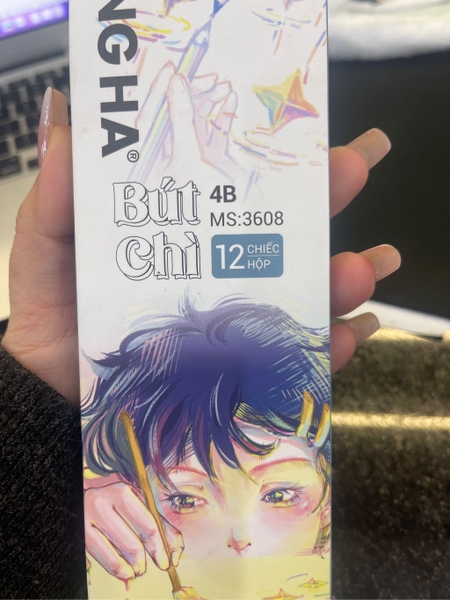 NG HA®
Bút
Chì
4B
MS:3608
12 CHIẾC
HỘP